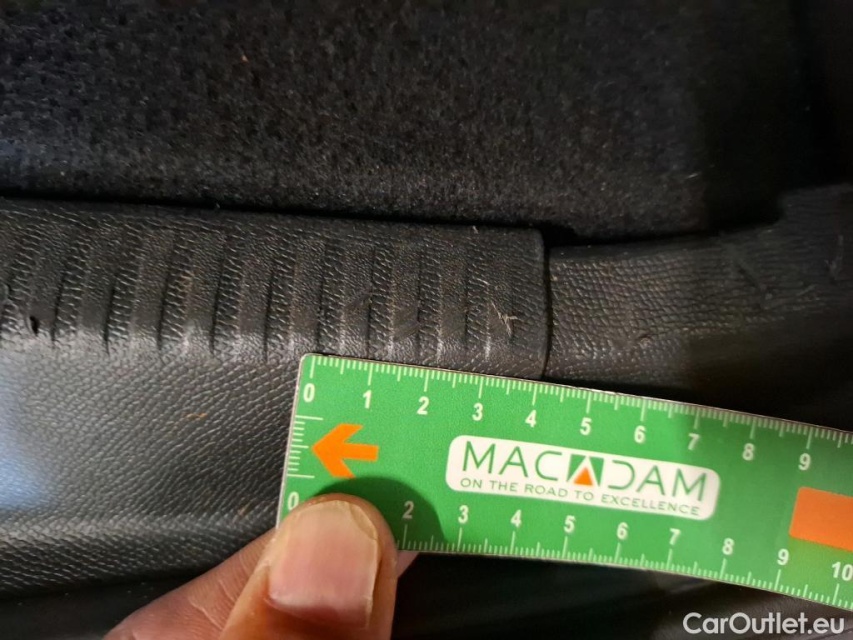 0 1 2 3 4 5 6 7 8 9
MACADAM
ON THE ROAD TO EXCELLENCE
0 2 3 4 5 6 7 8 9 10
CarOutlet.eu